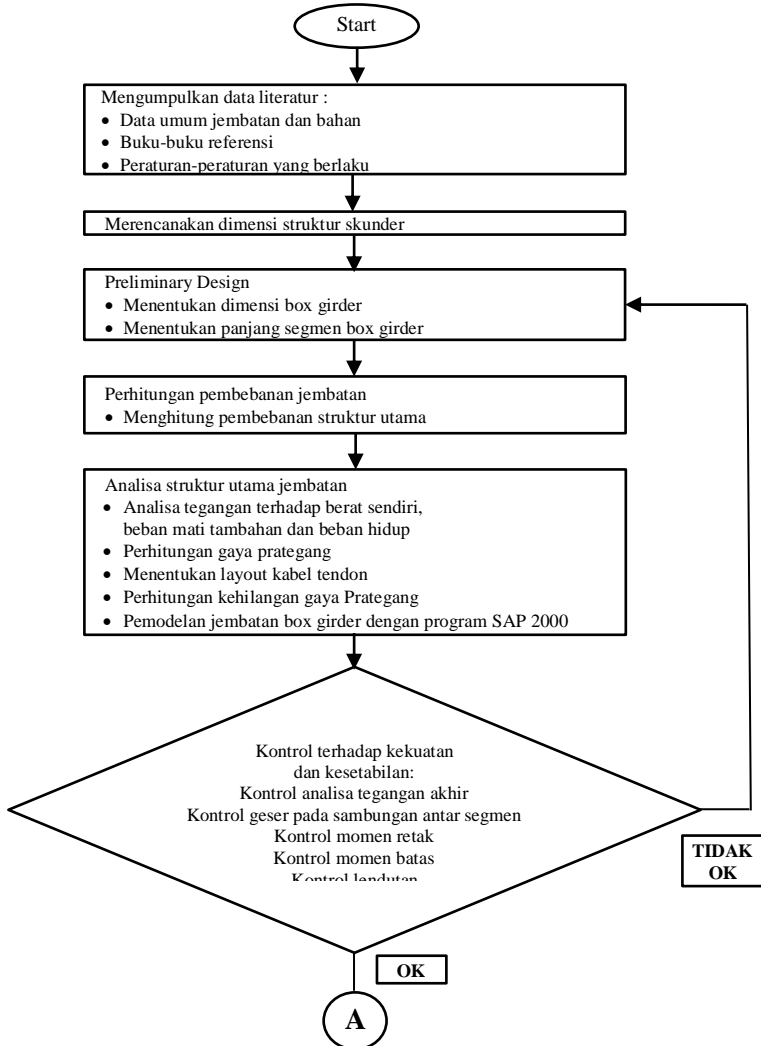 Start
Mengumpulkan data literatur :
• Data umum jembatan dan bahan
• Buku-buku referensi
• Peraturan-peraturan yang berlaku
Merencanakan dimensi struktur skunder
Preliminary Design
• Menentukan dimensi box girder
• Menentukan panjang segmen box girder
Perhitungan pembebanan jembatan
• Menghitung pembebanan struktur utama
Analisa struktur utama jembatan
• Analisa tegangan terhadap berat sendiri,
beban mati tambahan dan beban hidup
• Perhitungan gaya prategang
• Menentukan layout kabel tendon
• Perhitungan kehilangan gaya Prategang
• Pemodelan jembatan box girder dengan program SAP 2000
Kontrol terhadap kekuatan
dan kesetabilan:
Kontrol analisa tegangan akhir
Kontrol geser pada sambungan antar segmen
Kontrol momen retak
Kontrol momen batas
Kontrol lendutan
TIDAK
OK
OK
A